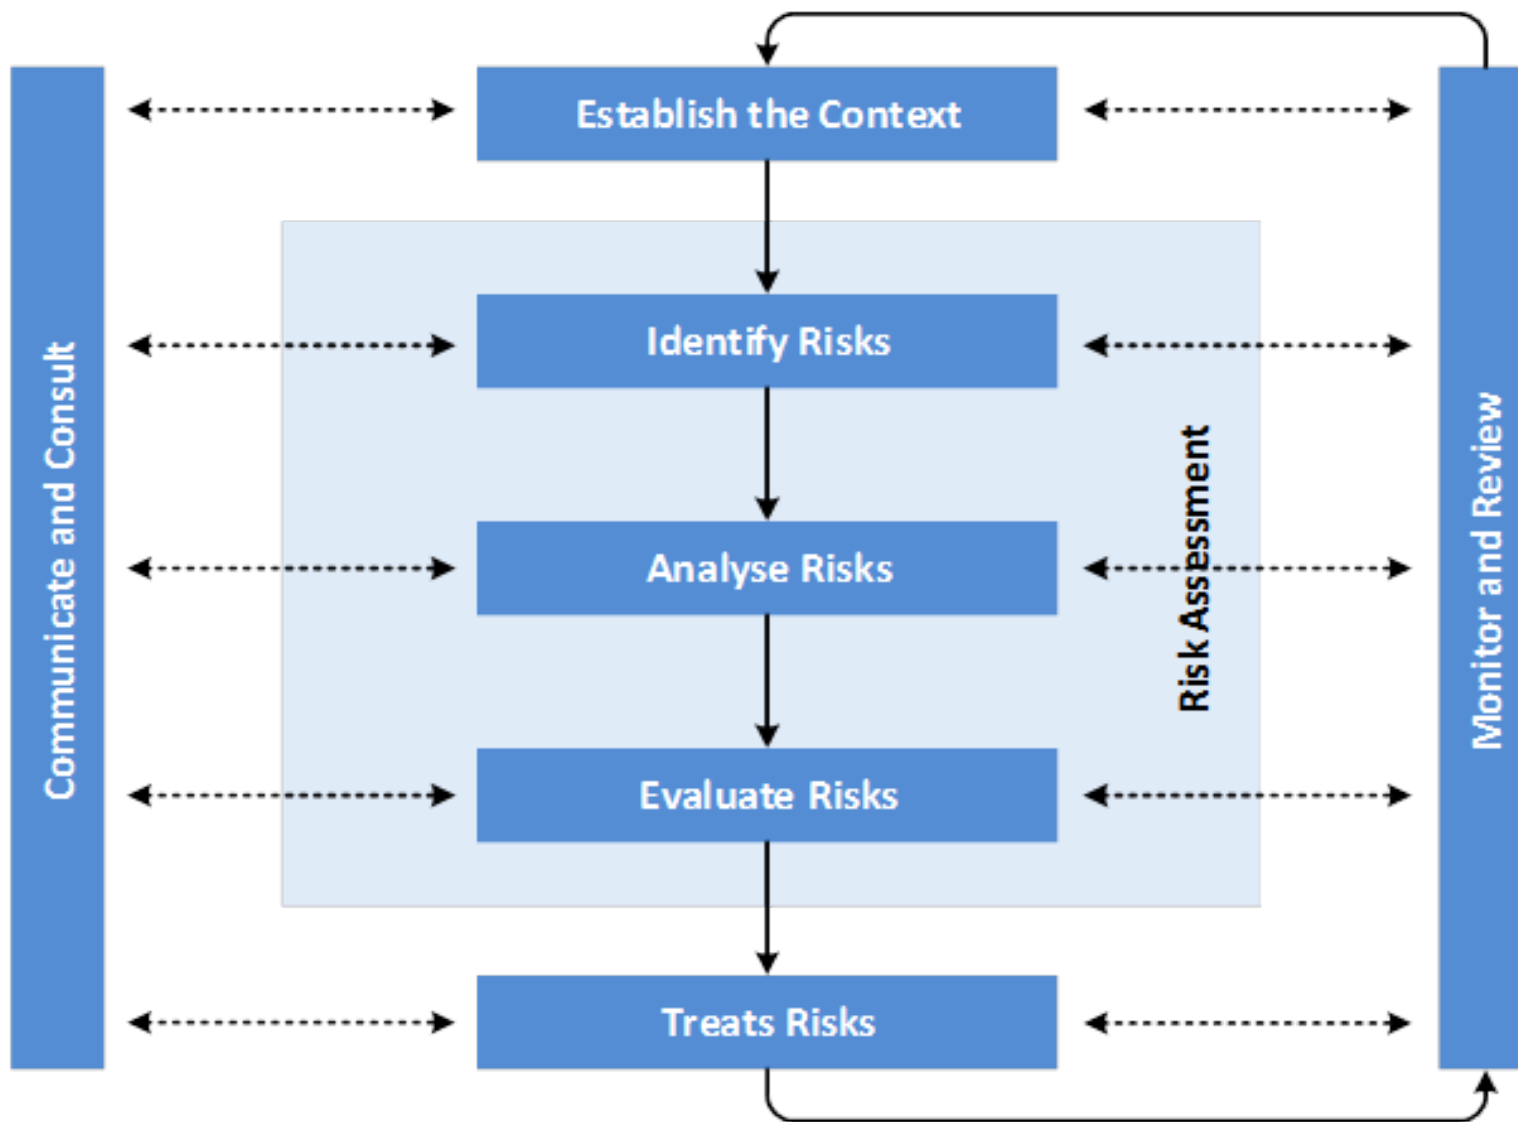 Establish the Context
Communicate and Consult
Identify Risks
Analyse Risks
Risk Assessment
Evaluate Risks
Monitor and Review
Treats Risks